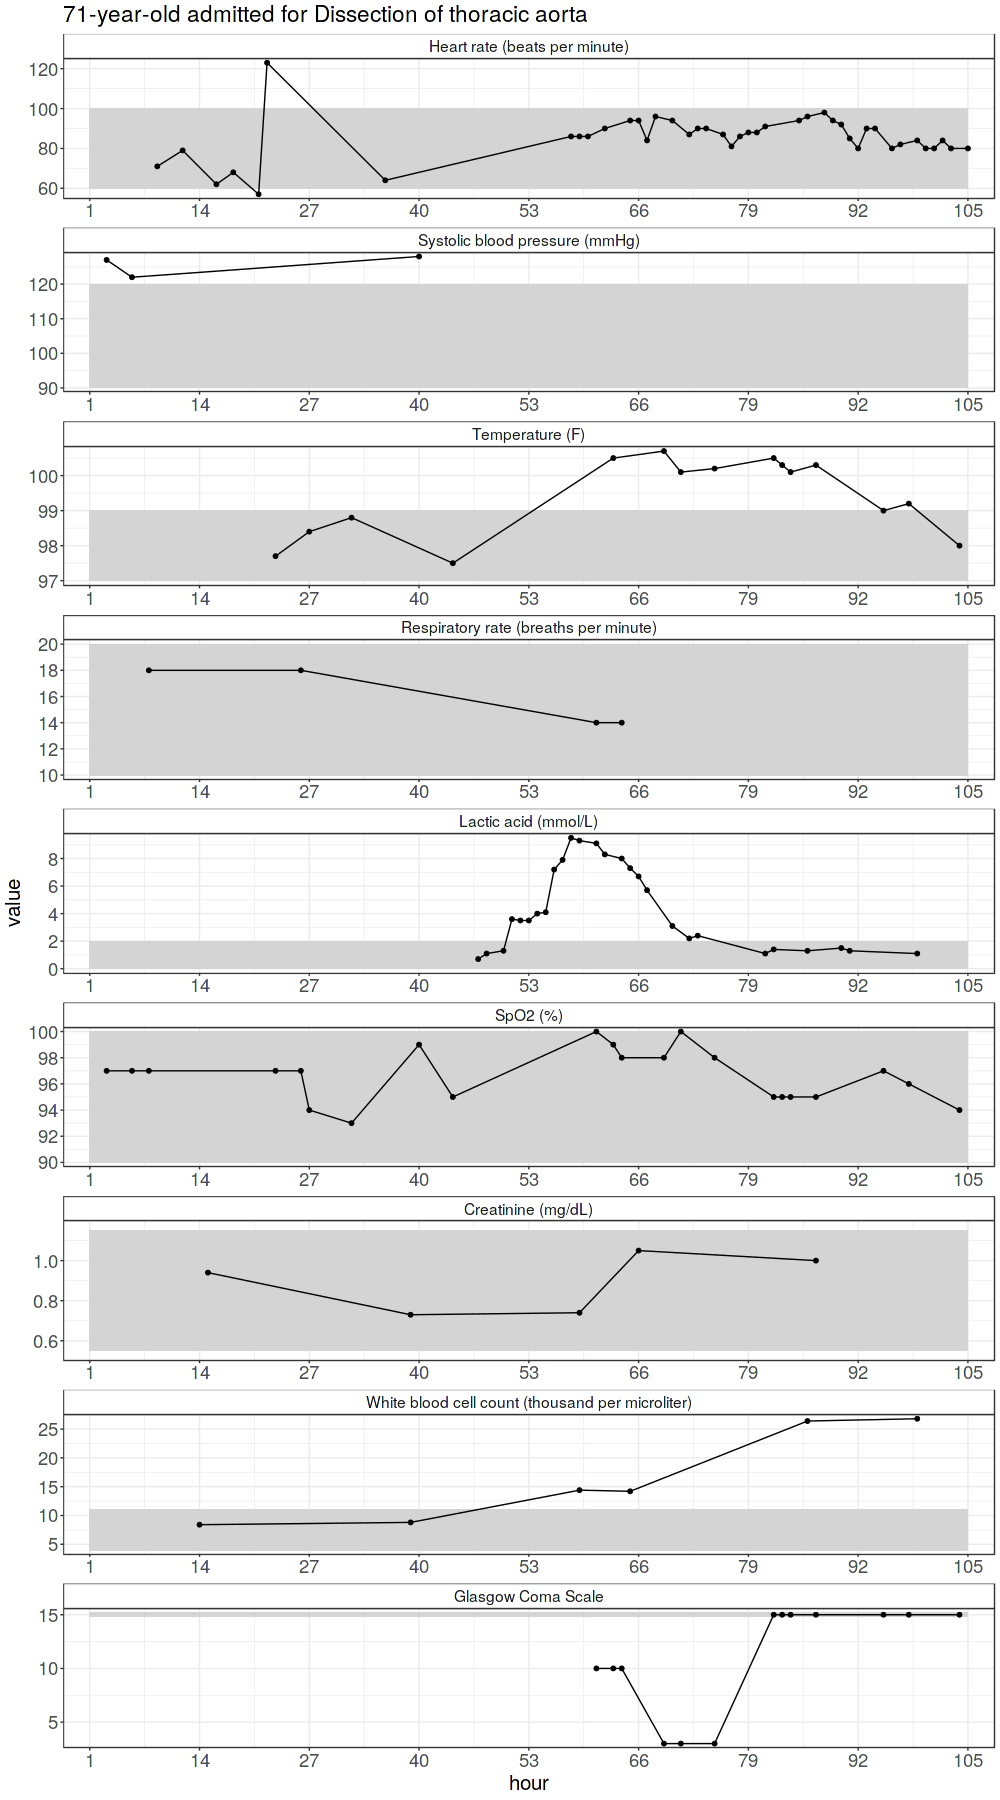 71-year-old admitted for Dissection of thoracic aorta
Heart rate (beats per minute)
120
100
80
60
1 14 27 40 53 66 79 92 105
Systolic blood pressure (mmHg)
120
110
100
90
1 14 27 40 53 66 79 92 105
Temperature (F)
100
99
98
97
1 14 27 40 53 66 79 92 105
Respiratory rate (breaths per minute)
20
18
16
14
12
10
1 14 27 40 53 66 79 92 105
Lactic acid (mmol/L)
8
6
4
2
0
1 14 27 40 53 66 79 92 105
SpO2 (%)
100
98
96
94
92
90
1 14 27 40 53 66 79 92 105
Creatinine (mg/dL)
1.0
0.8
0.6
1 14 27 40 53 66 79 92 105
White blood cell count (thousand per microliter)
25
20
15
10
5
1 14 27 40 53 66 79 92 105
Glasgow Coma Scale
15
10
5
1 14 27 40 53 66 79 92 105
hour
value